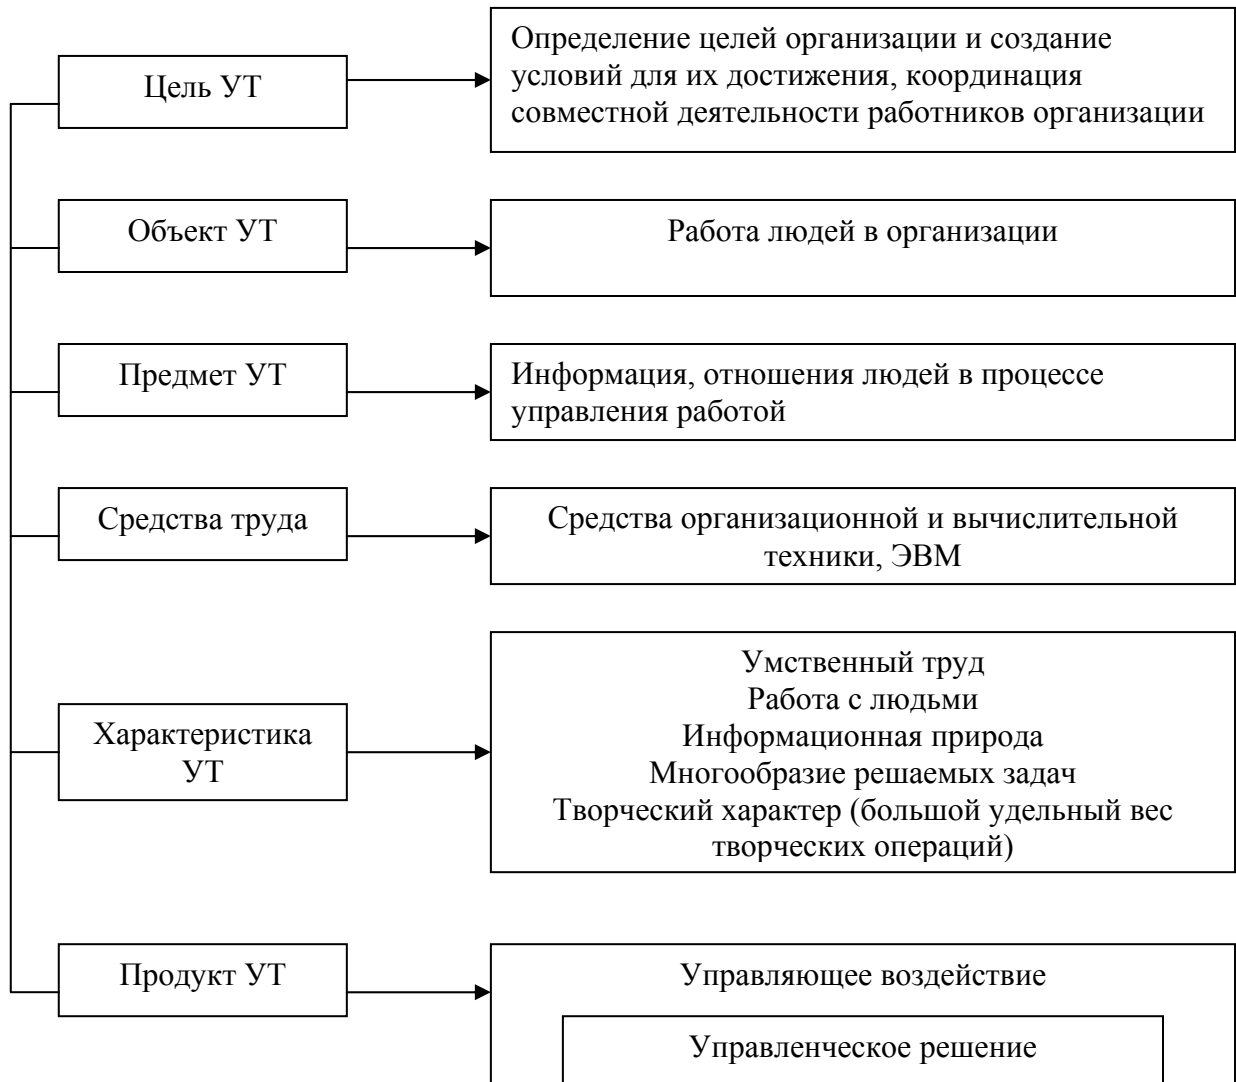 Цель УТ
Определение целей организации и создание
условий для их достижения, координация
совместной деятельности работников организации
Объект УТ
Работа людей в организации
Предмет УТ
Информация, отношения людей в процессе
управления работой
Средства труда
Средства организационной и вычислительной
техники, ЭВМ
Характеристика
УТ
Умственный труд
Работа с людьми
Информационная природа
Многообразие решаемых задач
Творческий характер (большой удельный вес
творческих операций)
Продукт УТ
Управляющее воздействие
Управленческое решение